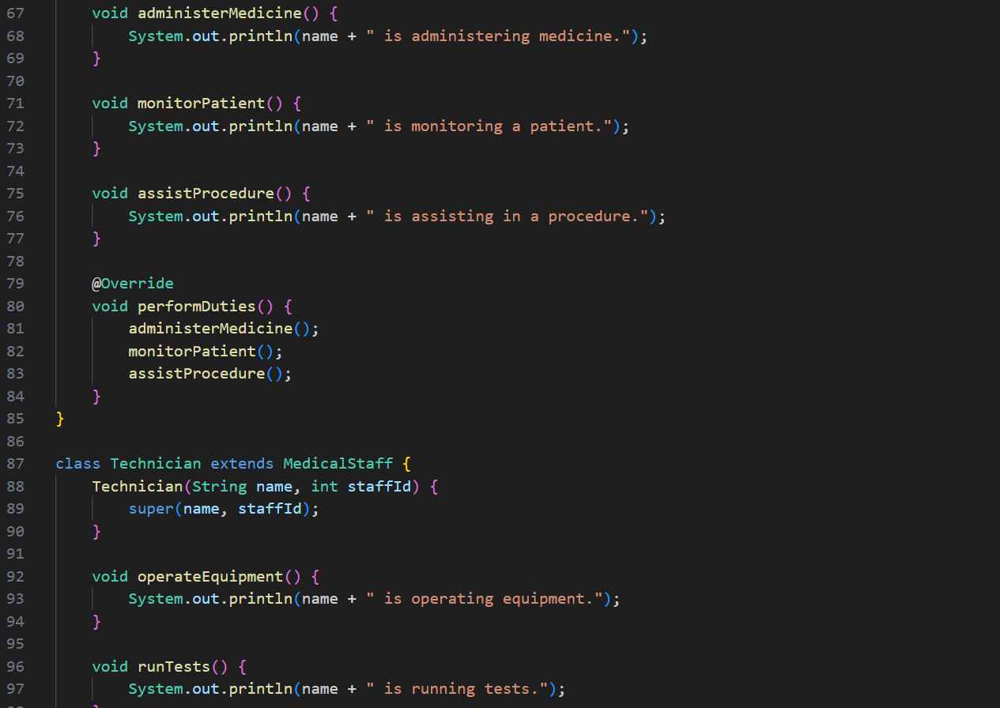 67 void administerMedicine() {
68 System.out.println(name + " is administering medicine.");
69 }
70
71 void monitorPatient() {
72 System.out.println(name + " is monitoring a patient.");
73 }
74
75 void assistProcedure() {
76 System.out.println(name + " is assisting in a procedure.");
77 }
78
79 @Override
80 void performDuties() {
81 administerMedicine();
82 monitorPatient();
83 assistProcedure();
84 }
85 }
86
87 class Technician extends MedicalStaff {
88 Technician(String name, int staffId) {
89 super(name, staffId);
90 }
91
92 void operateEquipment() {
93 System.out.println(name + " is operating equipment.");
94 }
95
96 void runTests() {
97 System.out.println(name + " is running tests.");